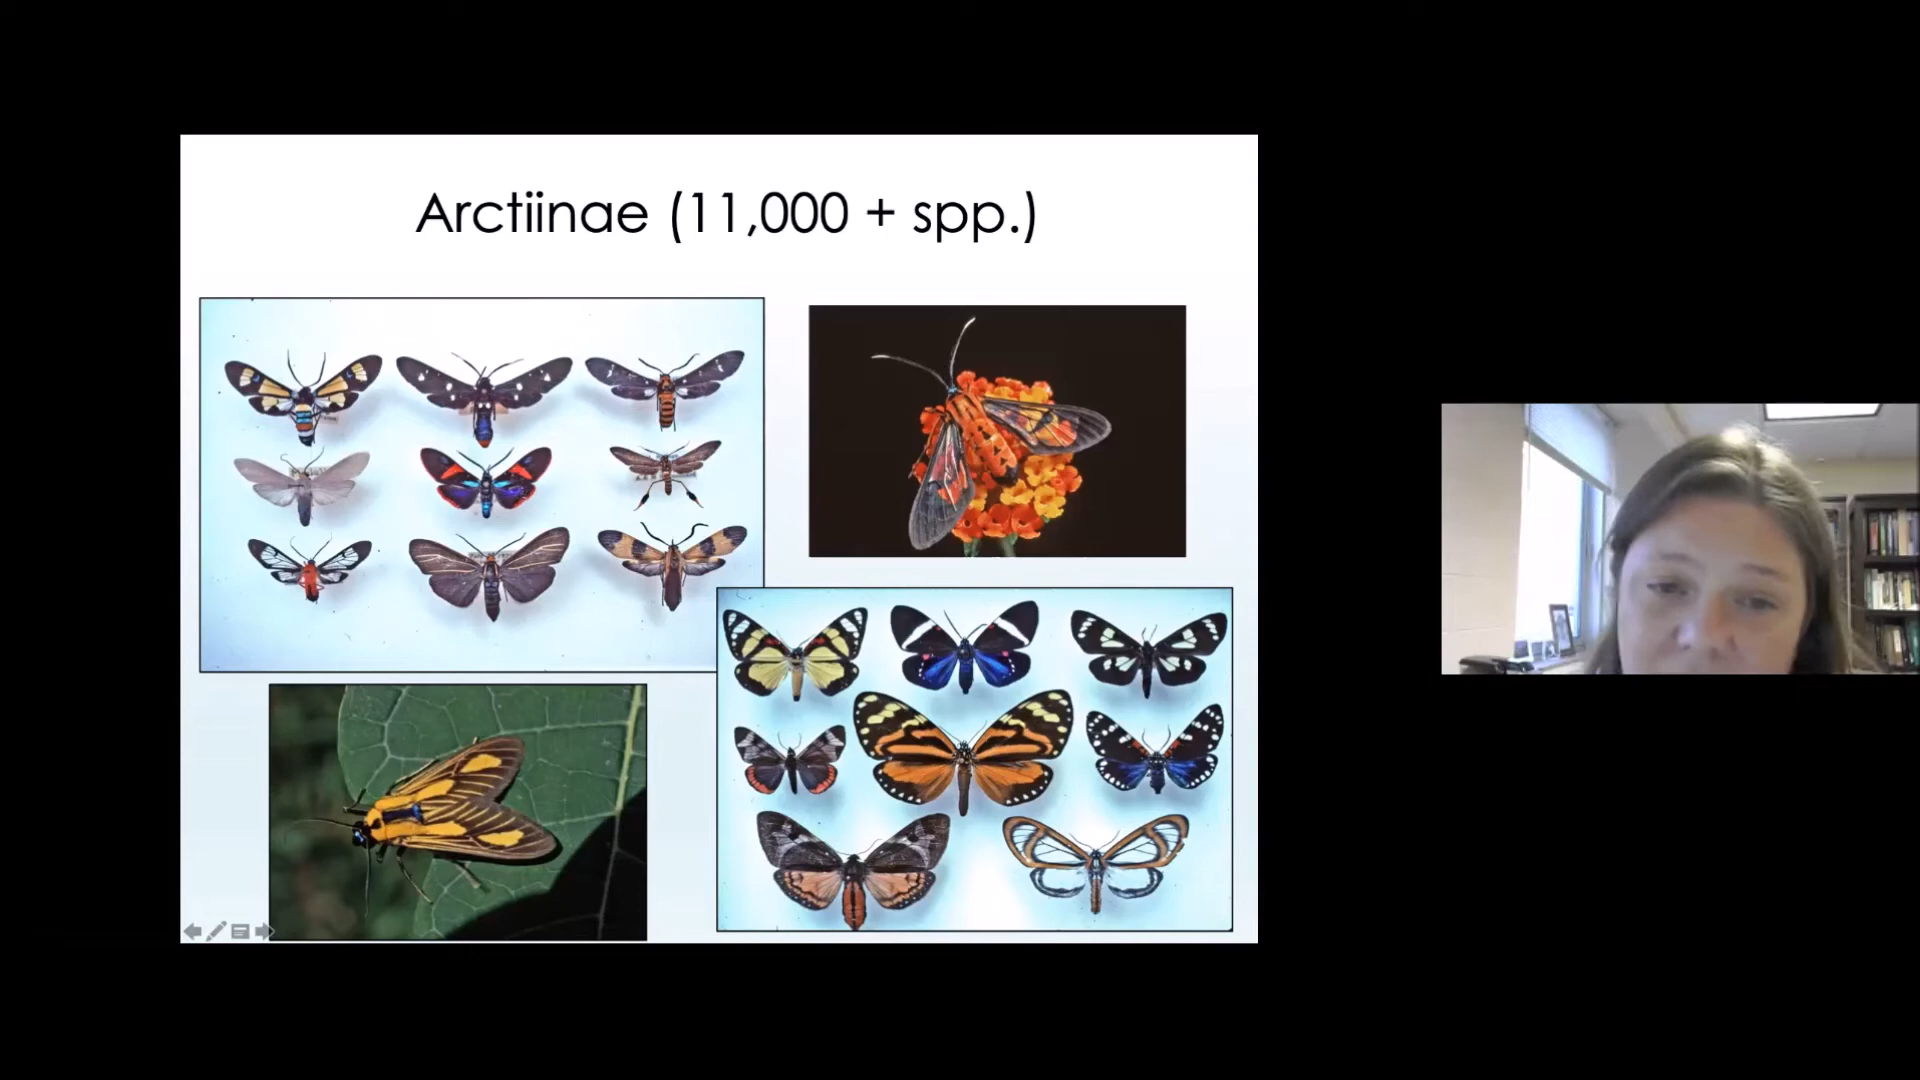 Arctiinae (11,000 + spp.)